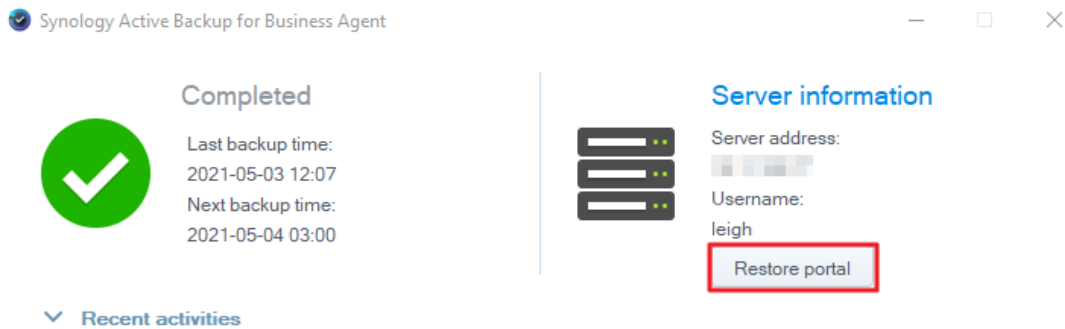 Synology Active Backup for Business Agent
Completed
Last backup time:
2021-05-03 12:07
Next backup time:
2021-05-04 03:00
Server information
Server address:
Username:
leigh
Restore portal
Recent activities